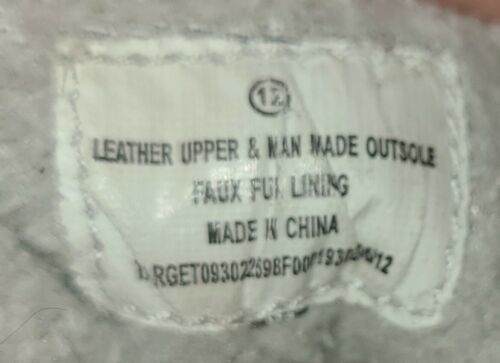 12
LEATHER UPPER & MAN MADE OUTSOLE
FAUX FUR LINING
MADE IN CHINA